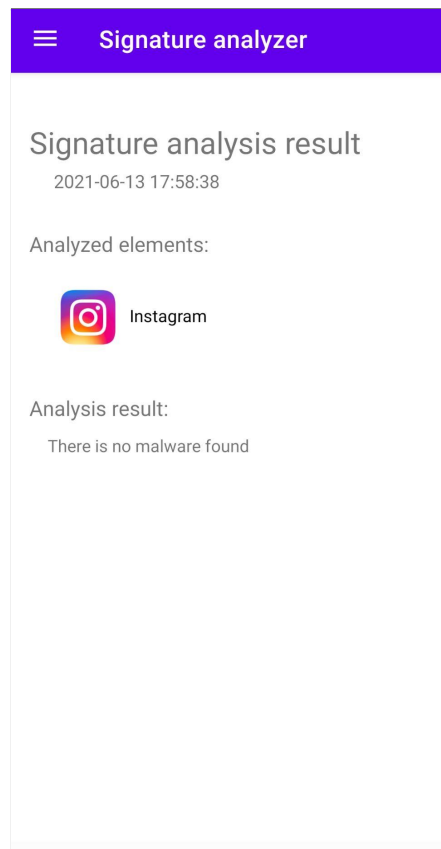 Signature analyzer
Signature analysis result
2021-06-13 17:58:38
Analyzed elements:
Instagram
Analysis result:
There is no malware found